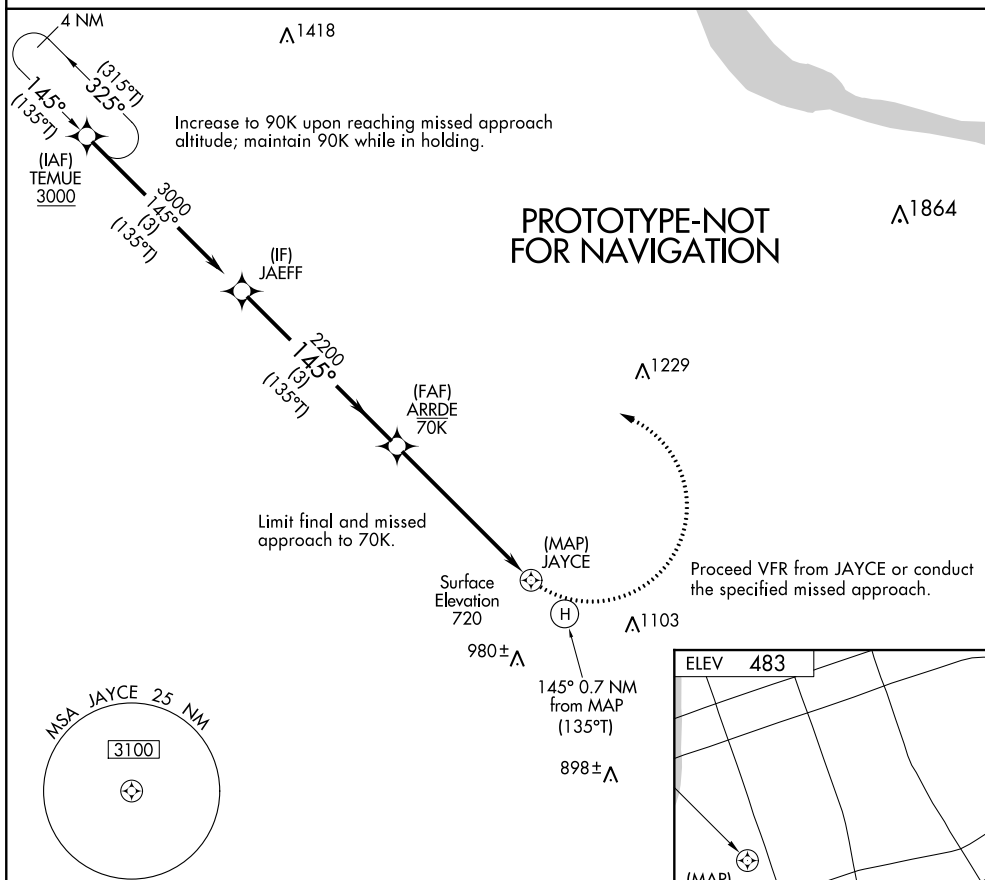 4 NM
1418
(315°T)
325°
145°
(135°T)
Increase to 90K upon reaching missed approach
altitude; maintain 90K while in holding.
(IAF)
TEMUE
3000
3000
145°
(3)
(135°T)
PROTOTYPE-NOT
FOR NAVIGATION
1864
(IF)
JAEFF
2200
145°
(3)
(135°T)
1229
(FAF)
ARRDE
70K
Limit final and missed
approach to 70K.
(MAP)
JAYCE
Proceed VFR from JAYCE or conduct
the specified missed approach.
Surface
Elevation
720
H
1103
980±
145° 0.7 NM
from MAP
(135°T)
898±
MSA JAYCE 25 NM
3100
ELEV 483
(MAP)